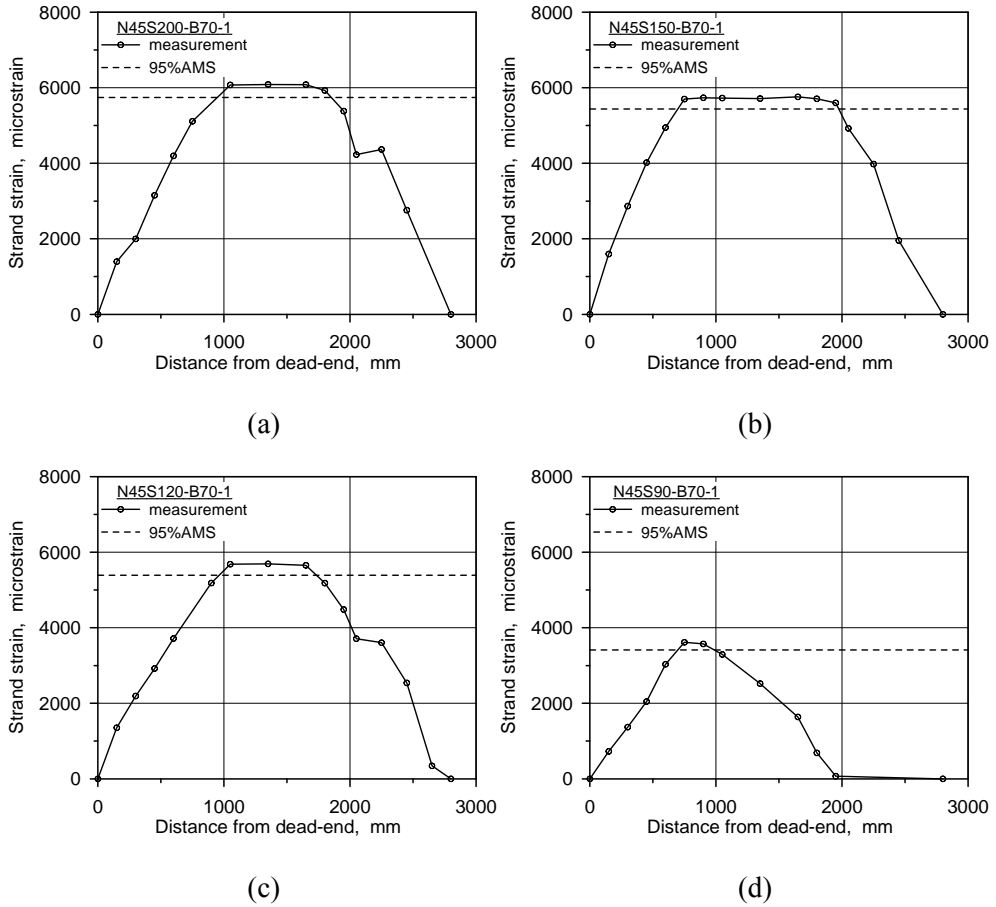 8000
6000
4000
2000
0
Strand strain, microstrain
N45S200-B70-1
measurement
95%AMS
0 1000 2000 3000
Distance from dead-end, mm
(a)
8000
6000
4000
2000
0
Strand strain, microstrain
N45S150-B70-1
measurement
95%AMS
0 1000 2000 3000
Distance from dead-end, mm
(b)
8000
6000
4000
2000
0
Strand strain, microstrain
N45S120-B70-1
measurement
95%AMS
0 1000 2000 3000
Distance from dead-end, mm
(c)
8000
6000
4000
2000
0
Strand strain, microstrain
N45S90-B70-1
measurement
95%AMS
0 1000 2000 3000
Distance from dead-end, mm
(d)